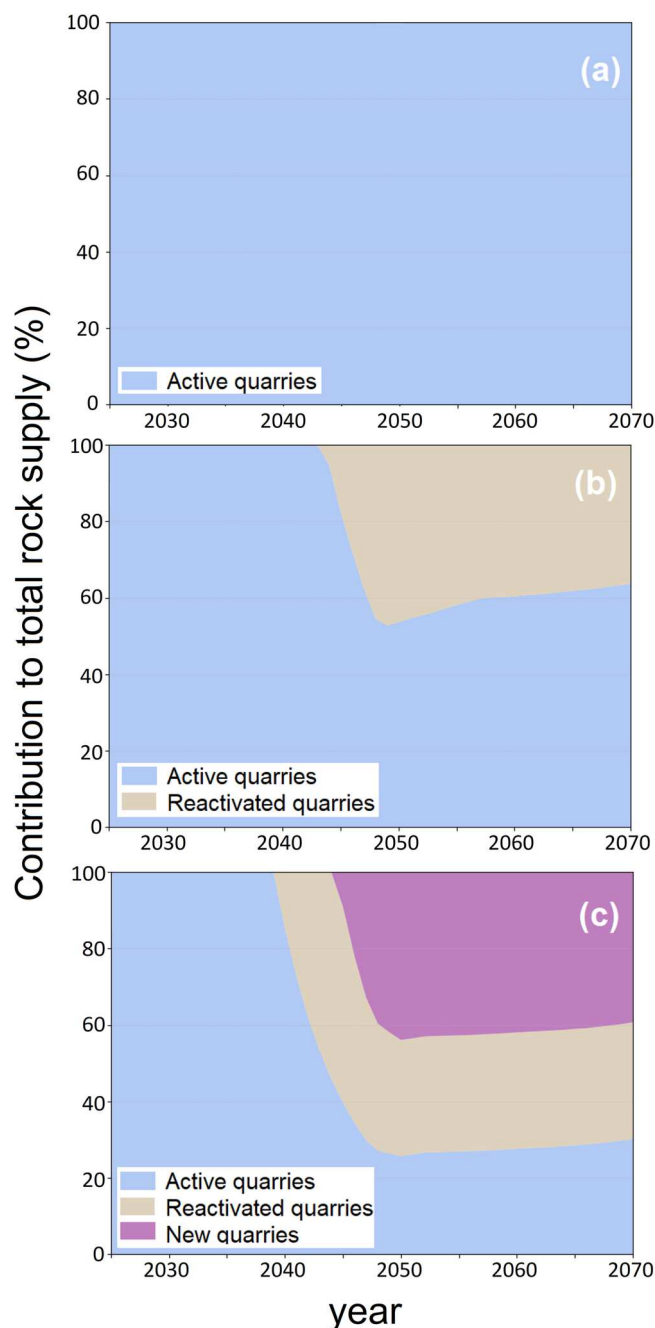 Contribution to total rock supply (%)
100
80
60
40
20
0
(a)
Active quarries
2030 2040 2050 2060 2070
100
80
60
40
20
0
(b)
Active quarries
Reactivated quarries
2030 2040 2050 2060 2070
100
80
60
40
20
0
(c)
Active quarries
Reactivated quarries
New quarries
2030 2040 2050 2060 2070
year